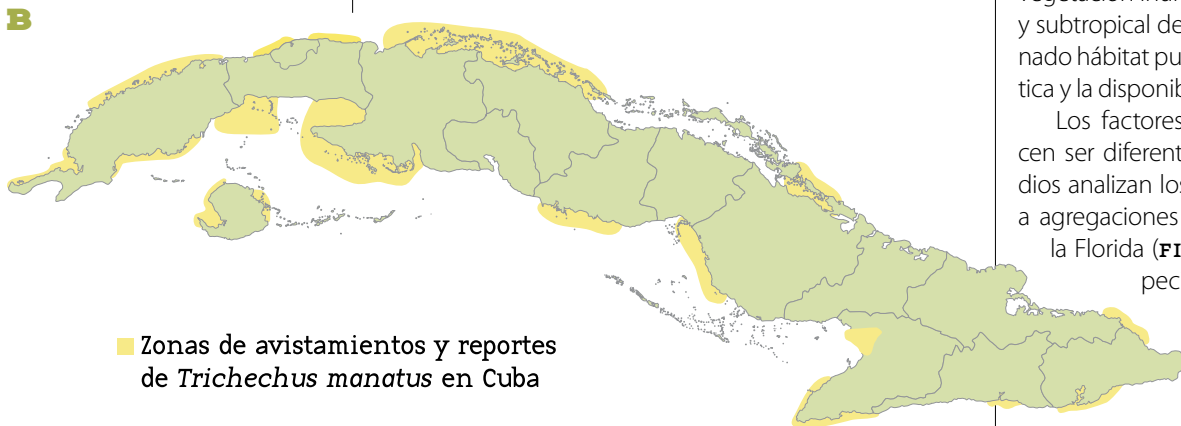 B
Zonas de avistamientos y reportes
de Trichechus manatus en Cuba
y subtropical de
nado hábitat pu
tica y la disponib
Los factores
cen ser diferent
dios analizan los
a agregaciones
la Florida (FI
pec